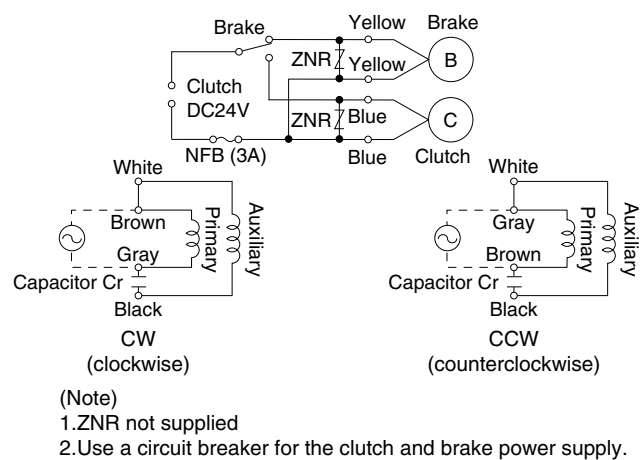 Brake
Yellow
Brake
ZNR
Yellow
B
Clutch
DC24V
ZNR
Blue
C
NFB (3A)
Blue
Clutch
White
Brown
Gray
Capacitor Cr
Black
Primary
Auxiliary
CW
(clockwise)
White
Gray
Brown
Capacitor Cr
Black
Primary
Auxiliary
CCW
(counterclockwise)
(Note)
1.ZNR not supplied
2.Use a circuit breaker for the clutch and brake power supply.